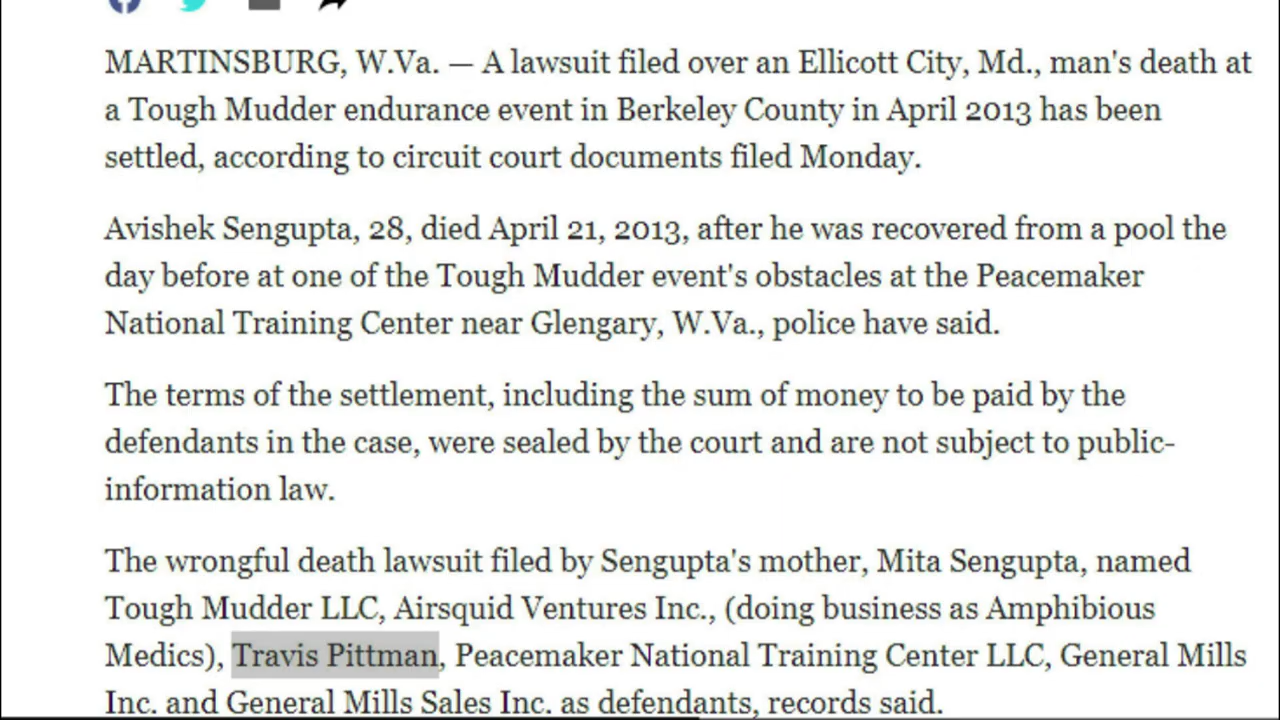 MARTINSBURG, W.Va. — A lawsuit filed over an Ellicott City, Md., man's death at
a Tough Mudder endurance event in Berkeley County in April 2013 has been
settled, according to circuit court documents filed Monday.
Avishek Sengupta, 28, died April 21, 2013, after he was recovered from a pool the
day before at one of the Tough Mudder event's obstacles at the Peacemaker
National Training Center near Glengary, W.Va., police have said.
The terms of the settlement, including the sum of money to be paid by the
defendants in the case, were sealed by the court and are not subject to public-
information law.
The wrongful death lawsuit filed by Sengupta's mother, Mita Sengupta, named
Tough Mudder LLC, Airsquid Ventures Inc., (doing business as Amphibious
Medics), Travis Pittman, Peacemaker National Training Center LLC, General Mills
Inc. and General Mills Sales Inc. as defendants, records said.